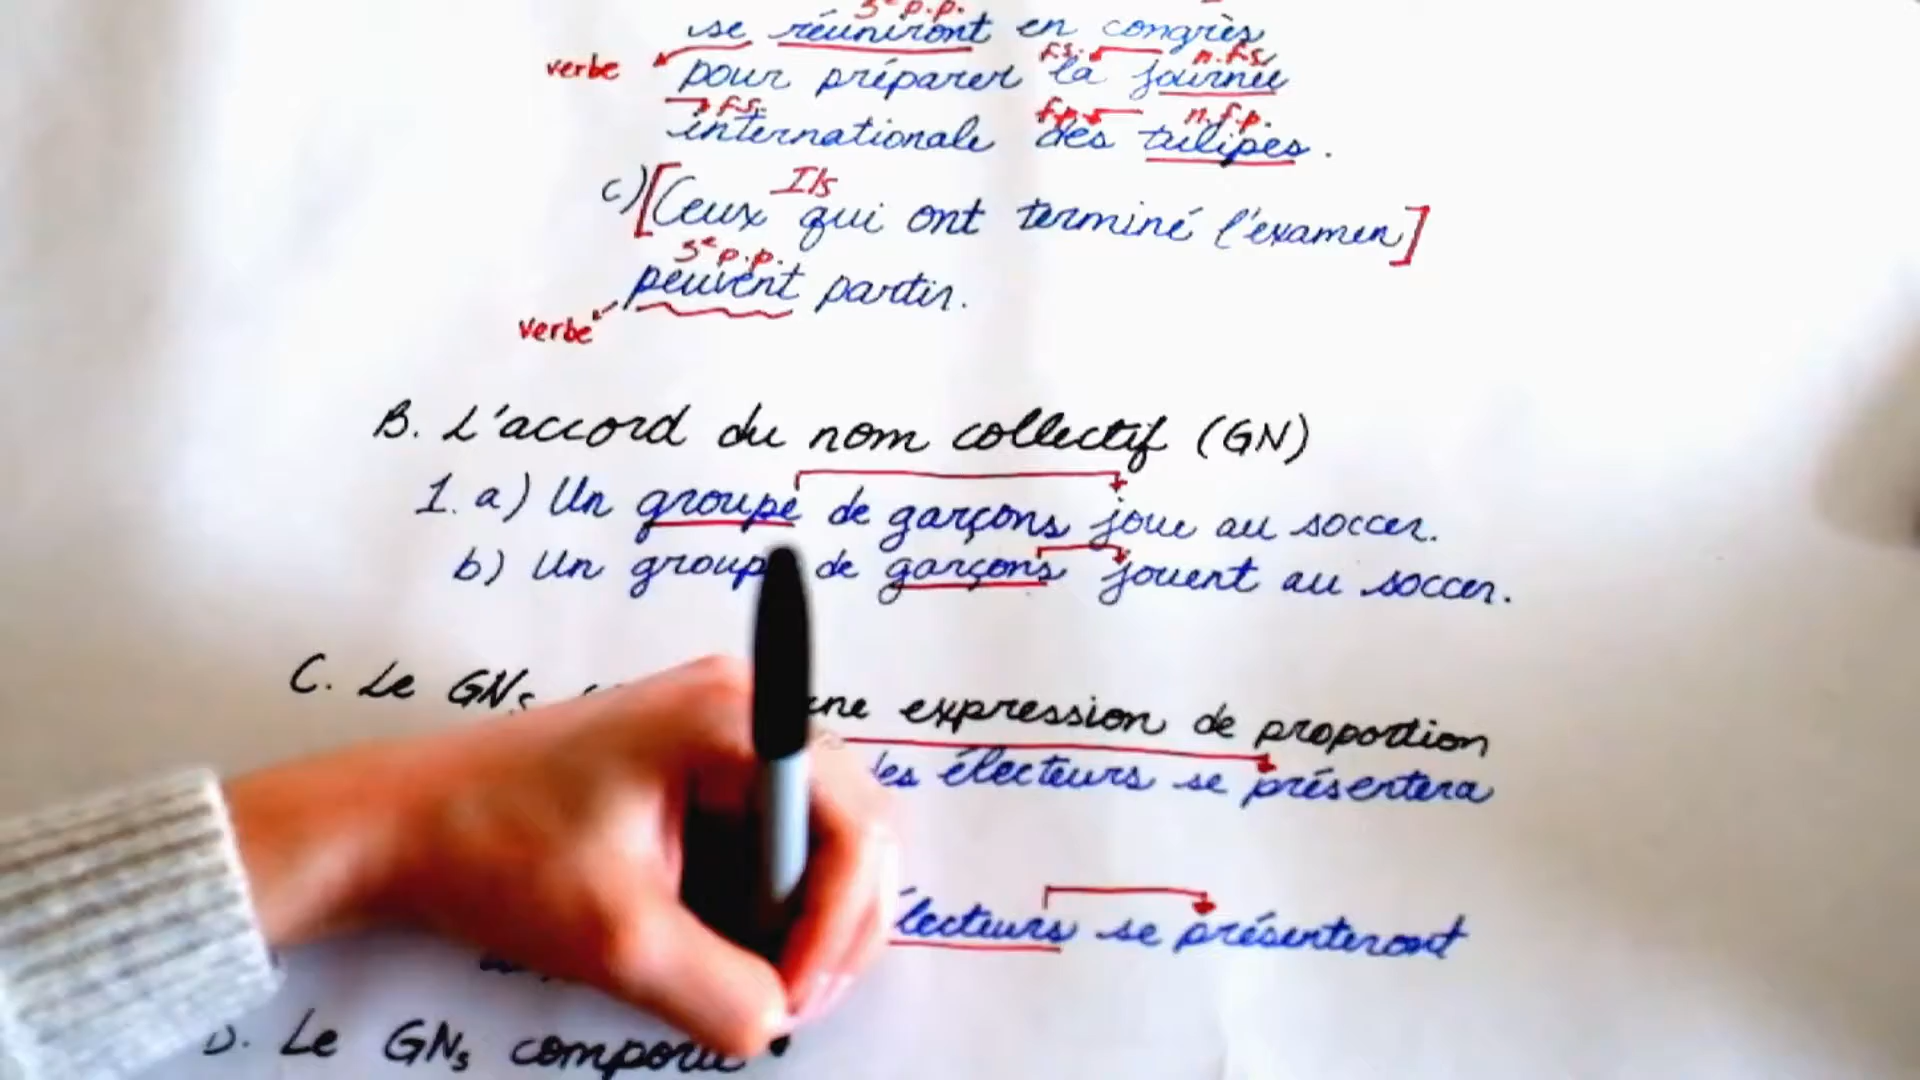 3e p.p.
se réuniront en congrès
verbe
f.s. n.f.s.
pour préparer la journée
f.s. f.p. n.f.p.
internationale des tulipes.
Ils
c) [Ceux qui ont terminé l'examen]
3e p.p.
peuvent partir.
verbe
B. L'accord du nom collectif (GN)
1. a) Un groupe de garçons joue au soccer.
b) Un groupe de garçons jouent au soccer.
C. Le GNs une expression de proportion
des électeurs se présentera
électeurs se présenteront
D. Le GNs comporte